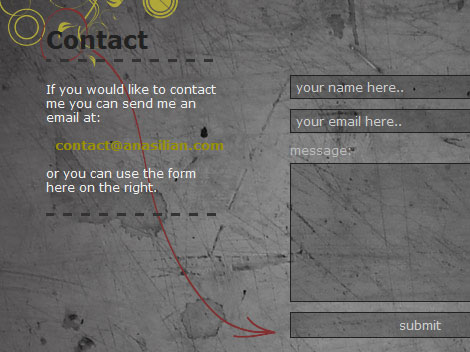 Contact
If you would like to contact
me you can send me an
email at:
contact@anasilian.com
or you can use the form
here on the right.
your name here..
your email here..
message:
submit